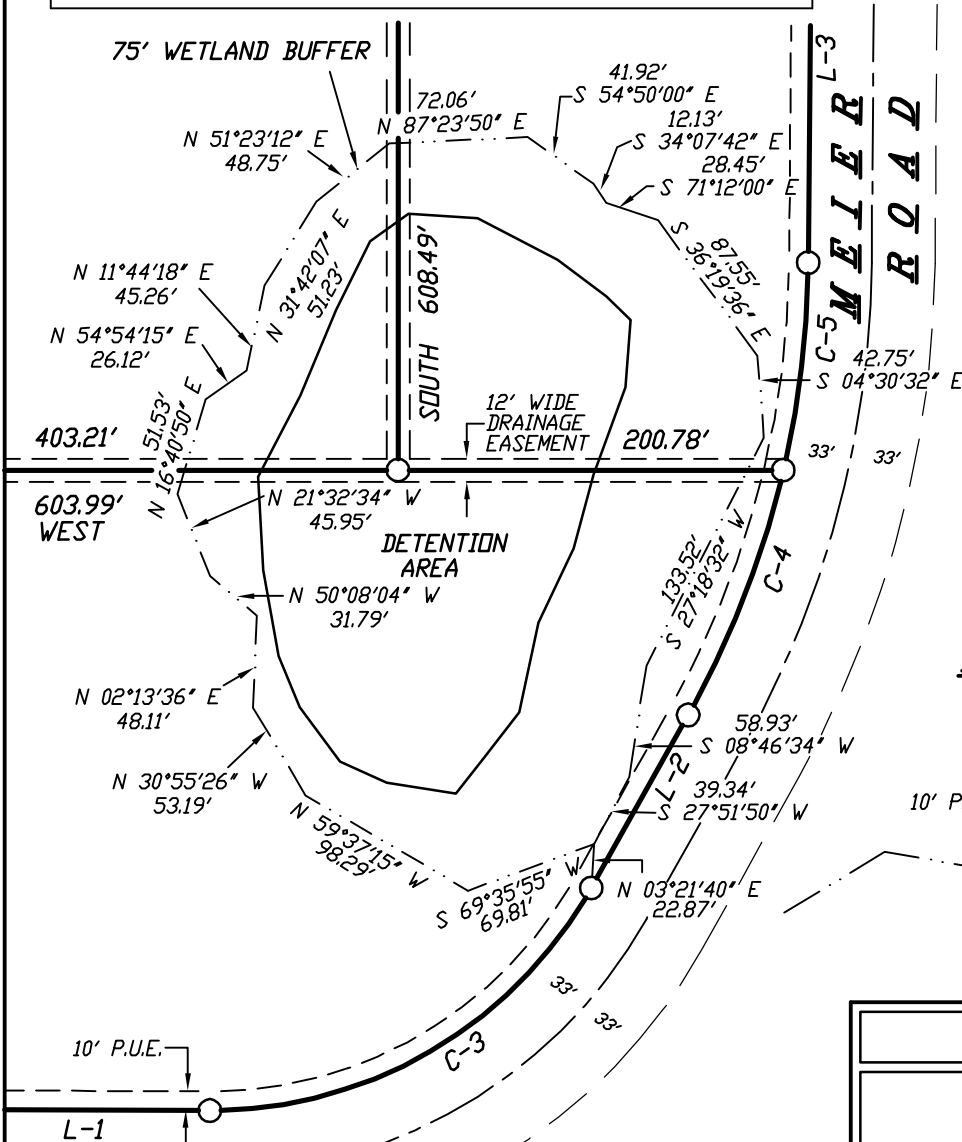 75' WETLAND BUFFER
72.06'
N 87°23'50" E
41.92'
S 54°50'00" E
12.13'
S 34°07'42" E
28.45'
S 71°12'00" E
L-3
MEIER
ROAD
N 51°23'12" E
48.75'
N 31°42'07" E
51.23'
SOUTH 608.49'
87.55'
S 36°19'36" E
N 11°44'18" E
45.26'
N 54°54'15" E
26.12'
C-5
42.75'
S 04°30'32" E
51.53'
N 16°40'50" E
403.21'
603.99'
WEST
12' WIDE
DRAINAGE
EASEMENT
200.78'
33'
33'
N 21°32'34" W
45.95'
DETENTION
AREA
N 50°08'04" W
31.79'
133.52'
S 27°18'32" W
C-4
N 02°13'36" E
48.11'
58.93'
S 08°46'34" W
N 30°55'26" W
53.19'
L-2
39.34'
S 27°51'50" W
10' P
N 59°37'15" W
98.29'
S 69°35'55" W
69.81'
N 03°21'40" E
22.87'
33'
33'
C-3
10' P.U.E.
L-1